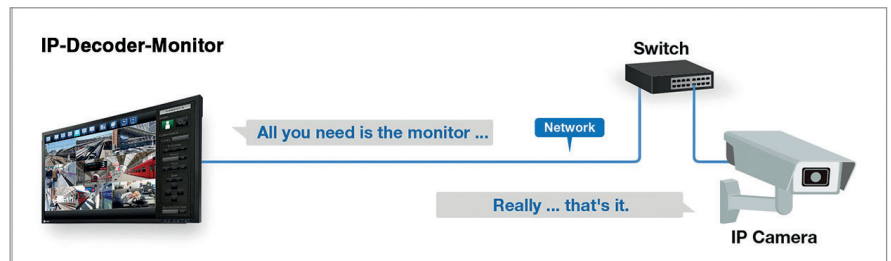 IP-Decoder-Monitor
Switch
All you need is the monitor ...
Network
Really ... that's it.
IP Camera